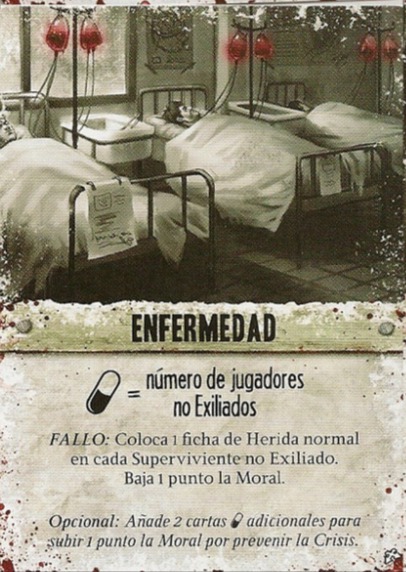 ENFERMEDAD
= número de jugadores
no Exiliados
FALLO: Coloca 1 ficha de Herida normal
en cada Superviviente no Exiliado.
Baja 1 punto la Moral.
Opcional: Añade 2 cartas adicionales para
subir 1 punto la Moral por prevenir la Crisis.